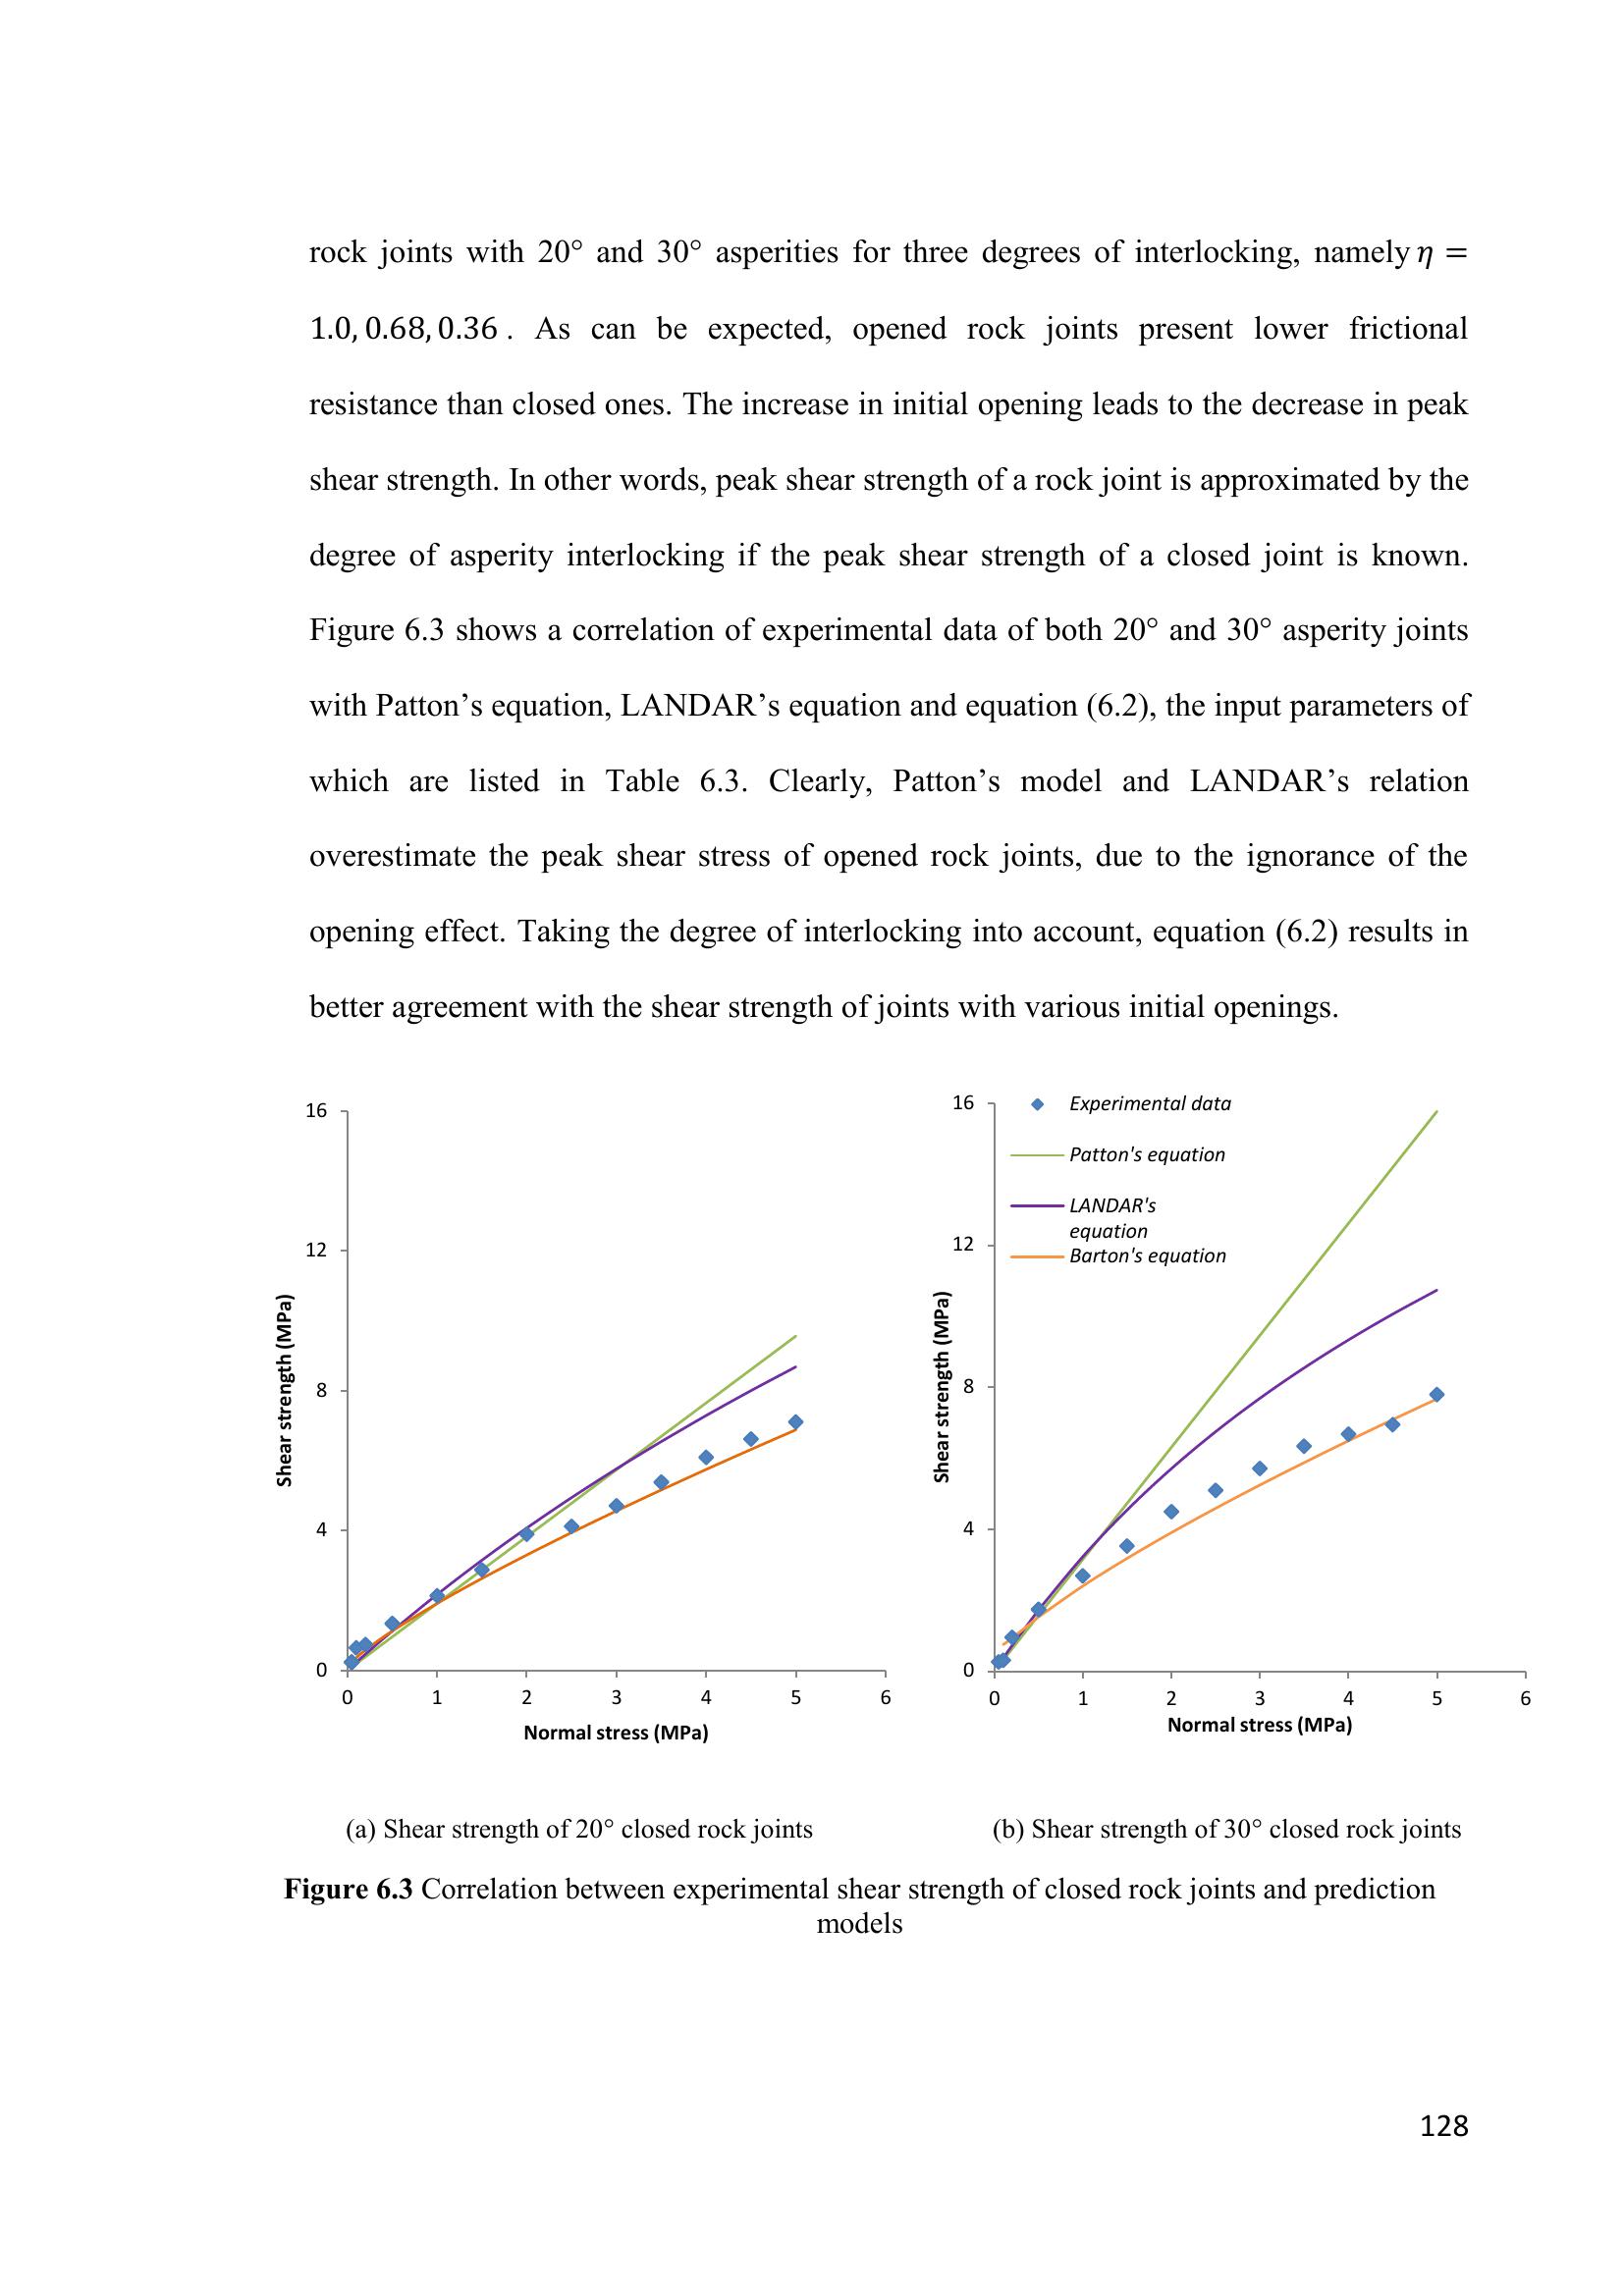 rock joints with 20° and 30° asperities for three degrees of interlocking, namely η =
1.0, 0.68, 0.36 . As can be expected, opened rock joints present lower frictional
resistance than closed ones. The increase in initial opening leads to the decrease in peak
shear strength. In other words, peak shear strength of a rock joint is approximated by the
degree of asperity interlocking if the peak shear strength of a closed joint is known.
Figure 6.3 shows a correlation of experimental data of both 20° and 30° asperity joints
with Patton’s equation, LANDAR’s equation and equation (6.2), the input parameters of
which are listed in Table 6.3. Clearly, Patton’s model and LANDAR’s relation
overestimate the peak shear stress of opened rock joints, due to the ignorance of the
opening effect. Taking the degree of interlocking into account, equation (6.2) results in
better agreement with the shear strength of joints with various initial openings.
16
12
8
4
0
Shear strength (MPa)
0 1 2 3 4 5 6
Normal stress (MPa)
16
12
8
4
0
Shear strength (MPa)
Experimental data
Patton's equation
LANDAR's
equation
Barton's equation
0 1 2 3 4 5 6
Normal stress (MPa)
(a) Shear strength of 20° closed rock joints
(b) Shear strength of 30° closed rock joints
Figure 6.3 Correlation between experimental shear strength of closed rock joints and prediction
models
128